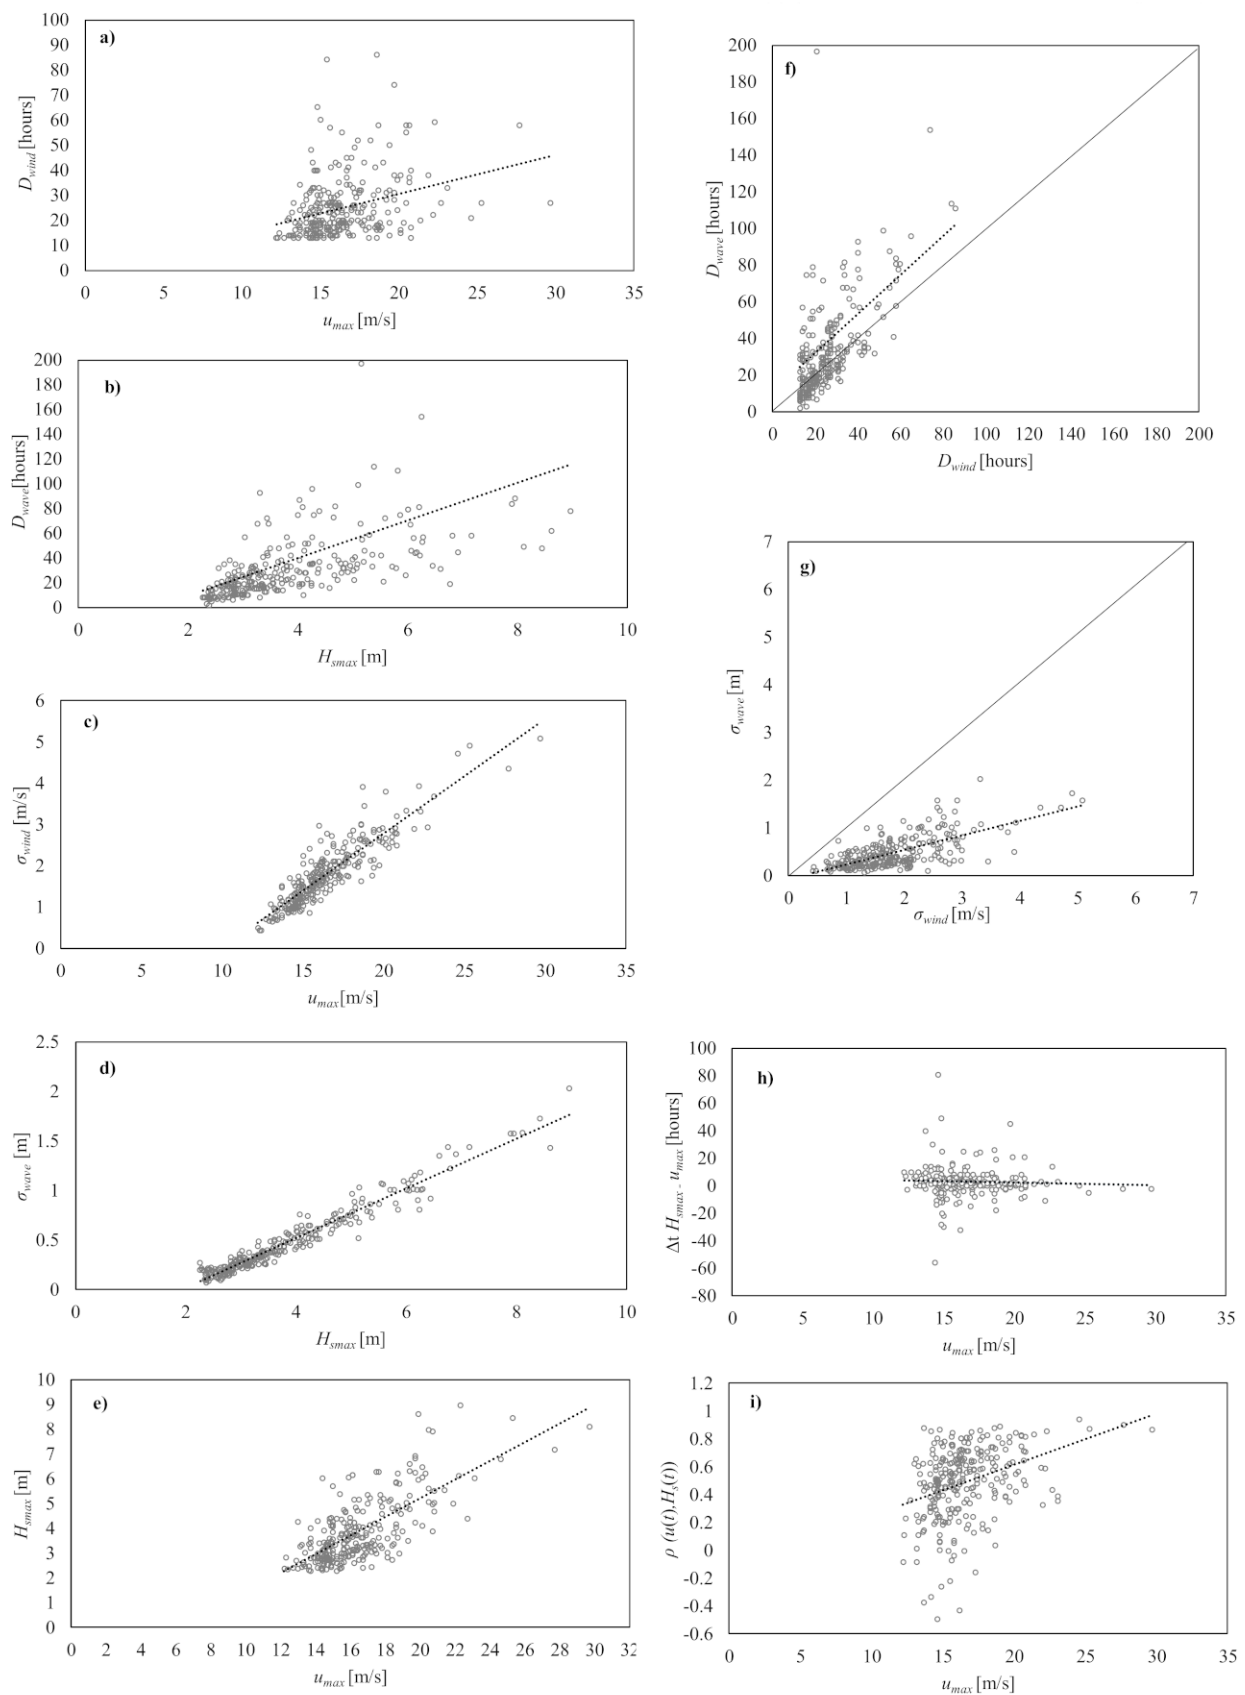 a)
100
90
80
70
60
50
40
30
20
10
0
D_wind [hours]
0 5 10 15 20 25 30 35
u_max [m/s]
b)
200
180
160
140
120
100
80
60
40
20
0
D_wave [hours]
0 2 4 6 8 10
H_smax [m]
c)
6
5
4
3
2
1
0
σ_wind [m/s]
0 5 10 15 20 25 30 35
u_max [m/s]
d)
2.5
2
1.5
1
0.5
0
σ_wave [m]
0 2 4 6 8 10
H_smax [m]
e)
10
9
8
7
6
5
4
3
2
1
0
H_smax [m]
0 2 4 6 8 10 12 14 16 18 20 22 24 26 28 30 32
u_max [m/s]
f)
200
180
160
140
120
100
80
60
40
20
0
D_wave [hours]
0 20 40 60 80 100 120 140 160 180 200
D_wind [hours]
g)
7
6
5
4
3
2
1
0
σ_wave [m]
0 1 2 3 4 5 6 7
σ_wind [m/s]
h)
100
80
60
40
20
0
-20
-40
-60
-80
Δt H_smax - u_max [hours]
0 5 10 15 20 25 30 35
u_max [m/s]
i)
1.2
1
0.8
0.6
0.4
0.2
0
-0.2
-0.4
-0.6
ρ (u(t),H_s(t))
0 5 10 15 20 25 30 35
u_max [m/s]